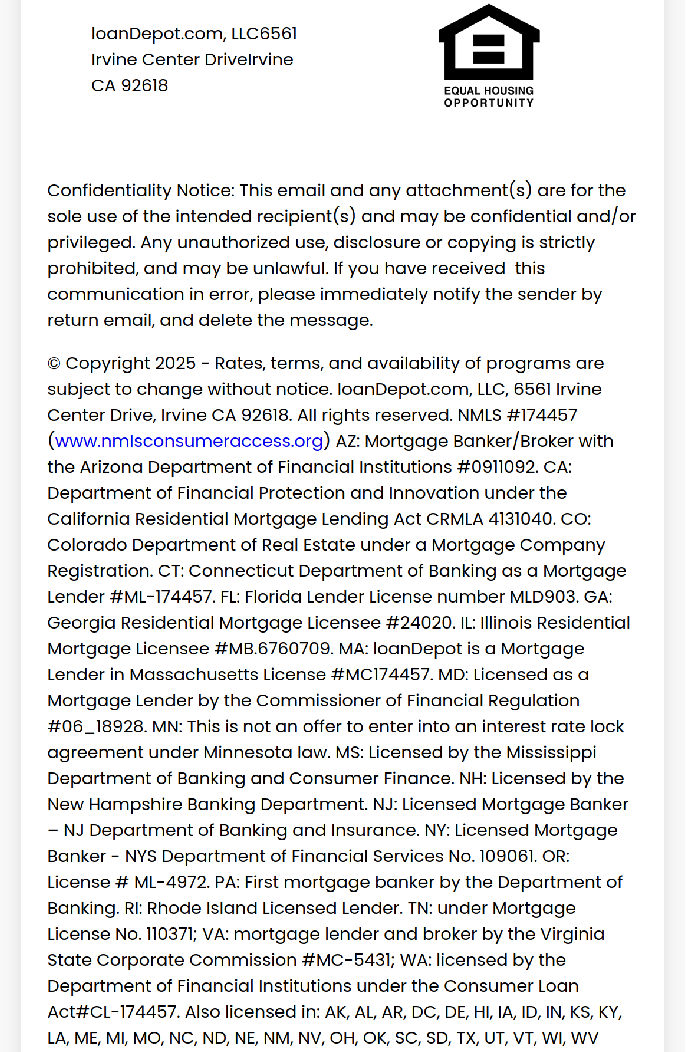 loanDepot.com, LLC6561
Irvine Center DriveIrvine
CA 92618
EQUAL HOUSING
OPPORTUNITY
Confidentiality Notice: This email and any attachment(s) are for the
sole use of the intended recipient(s) and may be confidential and/or
privileged. Any unauthorized use, disclosure or copying is strictly
prohibited, and may be unlawful. If you have received  this
communication in error, please immediately notify the sender by
return email, and delete the message.
© Copyright 2025 - Rates, terms, and availability of programs are
subject to change without notice. loanDepot.com, LLC, 6561 Irvine
Center Drive, Irvine CA 92618. All rights reserved. NMLS #174457
(www.nmlsconsumeraccess.org) AZ: Mortgage Banker/Broker with
the Arizona Department of Financial Institutions #0911092. CA:
Department of Financial Protection and Innovation under the
California Residential Mortgage Lending Act CRMLA 4131040. CO:
Colorado Department of Real Estate under a Mortgage Company
Registration. CT: Connecticut Department of Banking as a Mortgage
Lender #ML-174457. FL: Florida Lender License number MLD903. GA:
Georgia Residential Mortgage Licensee #24020. IL: Illinois Residential
Mortgage Licensee #MB.6760709. MA: loanDepot is a Mortgage
Lender in Massachusetts License #MC174457. MD: Licensed as a
Mortgage Lender by the Commissioner of Financial Regulation
#06_18928. MN: This is not an offer to enter into an interest rate lock
agreement under Minnesota law. MS: Licensed by the Mississippi
Department of Banking and Consumer Finance. NH: Licensed by the
New Hampshire Banking Department. NJ: Licensed Mortgage Banker
– NJ Department of Banking and Insurance. NY: Licensed Mortgage
Banker - NYS Department of Financial Services No. 109061. OR:
License # ML-4972. PA: First mortgage banker by the Department of
Banking. RI: Rhode Island Licensed Lender. TN: under Mortgage
License No. 110371; VA: mortgage lender and broker by the Virginia
State Corporate Commission #MC-5431; WA: licensed by the
Department of Financial Institutions under the Consumer Loan
Act#CL-174457. Also licensed in: AK, AL, AR, DC, DE, HI, IA, ID, IN, KS, KY,
LA, ME, MI, MO, NC, ND, NE, NM, NV, OH, OK, SC, SD, TX, UT, VT, WI, WV